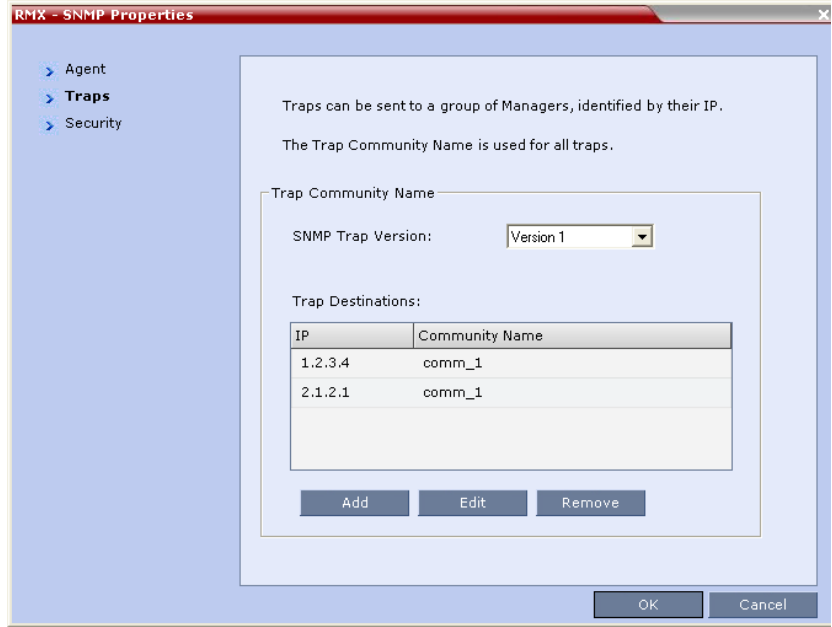 RMX - SNMP Properties
Agent
Traps
Security
Traps can be sent to a group of Managers, identified by their IP.
The Trap Community Name is used for all traps.
Trap Community Name
SNMP Trap Version: Version 1
Trap Destinations:
IP Community Name
1.2.3.4 comm_1
2.1.2.1 comm_1
Add Edit Remove
OK Cancel